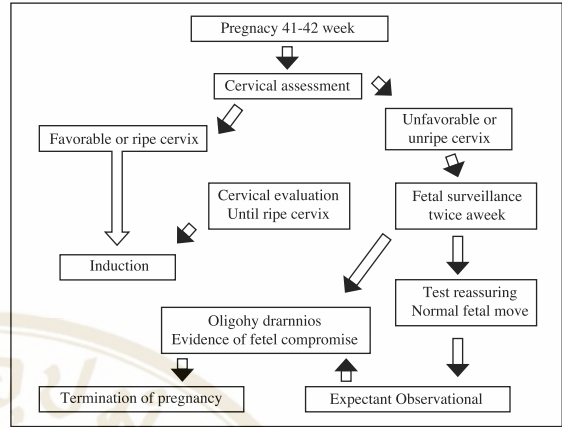 Pregnancy 41-42 week
Cervical assessment
Favorable or ripe cervix
Unfavorable or
unripe cervix
Cervical evaluation
Until ripe cervix
Fetal surveillance
twice aweek
Induction
Test reassuring
Normal fetal move
Oligohy drarnnios
Evidence of fetel compromise
Termination of pregnancy
Expectant Observational